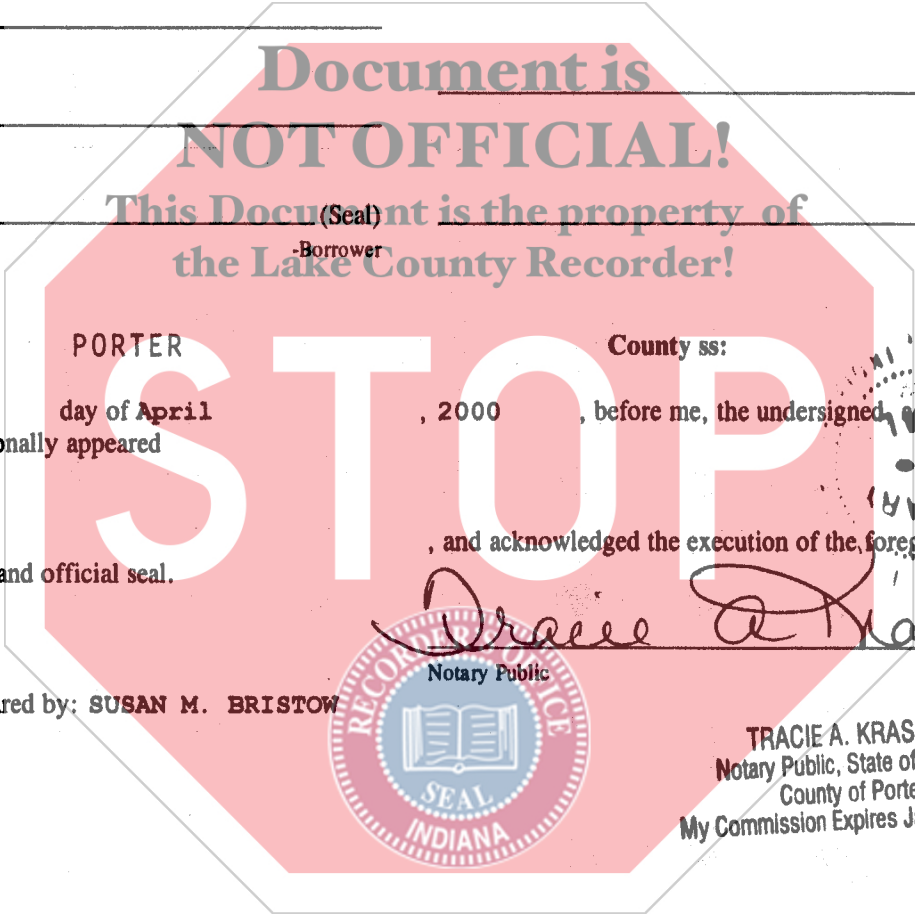 Document is
NOT OFFICIAL!
This Document is the property of
(Seal)
-Borrower
the Lake County Recorder!
STOP
PORTER County ss:
day of April , 2000 , before me, the undersigned,
onally appeared
, and acknowledged the execution of the foreg
and official seal.
Tracie A Kra
Notary Public
red by: SUSAN M. BRISTOW
RECORDER'S OFFICE
SEAL
INDIANA
TRACIE A. KRAS
Notary Public, State of
County of Porte
My Commission Expires J